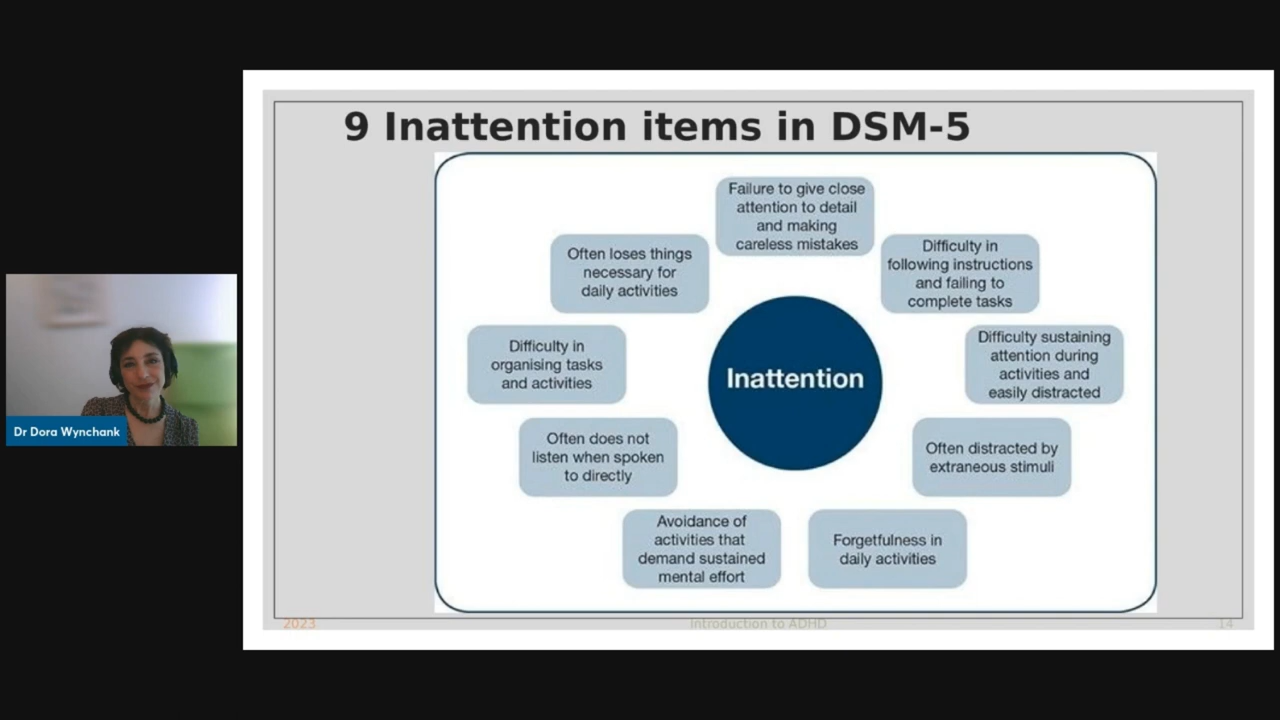 9 Inattention items in DSM-5
Failure to give close
attention to detail
and making
careless mistakes
Often loses things
necessary for
daily activities
Difficulty in
following instructions
and failing to
complete tasks
Difficulty in
organising tasks
and activities
Inattention
Difficulty sustaining
attention during
activities and
easily distracted
Often does not
listen when spoken
to directly
Often distracted by
extraneous stimuli
Avoidance of
activities that
demand sustained
mental effort
Forgetfulness in
daily activities
Dr Dora Wynchank
2023
Introduction to ADHD
14